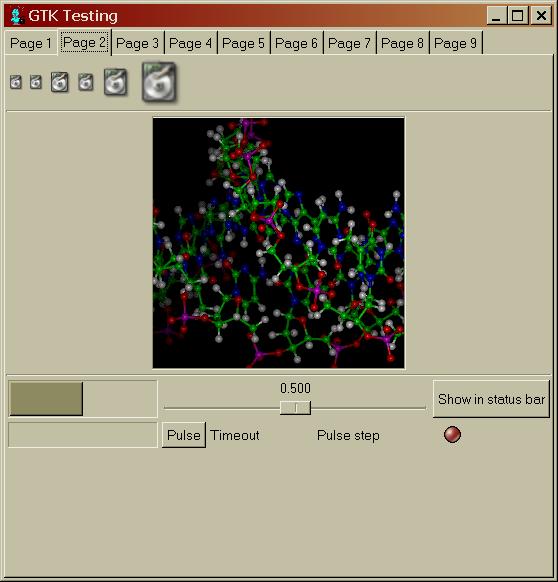 GTK Testing
Page 1 Page 2 Page 3 Page 4 Page 5 Page 6 Page 7 Page 8 Page 9
0.500
Show in status bar
Pulse Timeout Pulse step